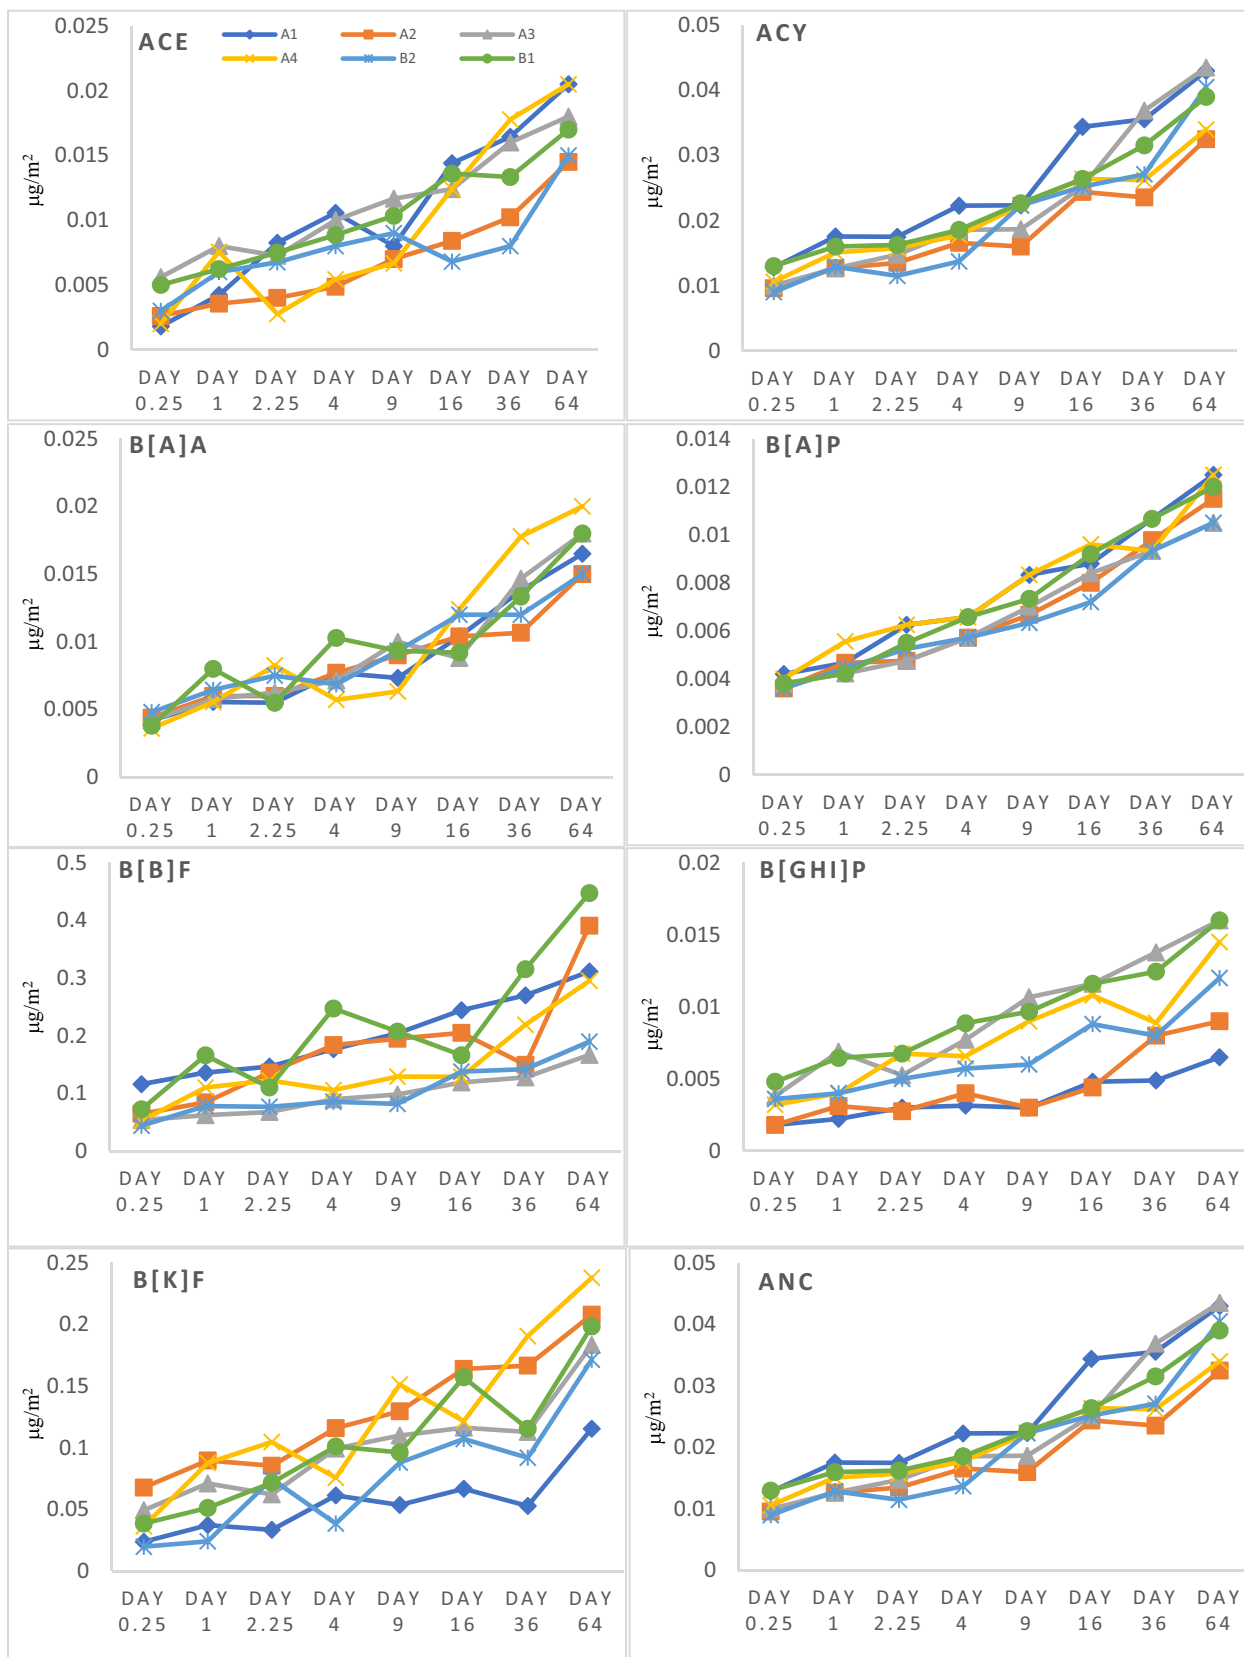 ACE
A1 A2 A3
A4 B2 B1
0.025
0.02
0.015
0.01
0.005
0
µg/m²
DAY DAY DAY DAY DAY DAY DAY DAY
0.25 1 2.25 4 9 16 36 64
ACY
0.05
0.04
0.03
0.02
0.01
0
µg/m²
DAY DAY DAY DAY DAY DAY DAY DAY
0.25 1 2.25 4 9 16 36 64
B[A]A
0.025
0.02
0.015
0.01
0.005
0
µg/m²
DAY DAY DAY DAY DAY DAY DAY DAY
0.25 1 2.25 4 9 16 36 64
B[A]P
0.014
0.012
0.01
0.008
0.006
0.004
0.002
0
µg/m²
DAY DAY DAY DAY DAY DAY DAY DAY
0.25 1 2.25 4 9 16 36 64
B[B]F
0.5
0.4
0.3
0.2
0.1
0
µg/m²
DAY DAY DAY DAY DAY DAY DAY DAY
0.25 1 2.25 4 9 16 36 64
B[GHI]P
0.02
0.015
0.01
0.005
0
µg/m²
DAY DAY DAY DAY DAY DAY DAY DAY
0.25 1 2.25 4 9 16 36 64
B[K]F
0.25
0.2
0.15
0.1
0.05
0
µg/m²
DAY DAY DAY DAY DAY DAY DAY DAY
0.25 1 2.25 4 9 16 36 64
ANC
0.05
0.04
0.03
0.02
0.01
0
µg/m²
DAY DAY DAY DAY DAY DAY DAY DAY
0.25 1 2.25 4 9 16 36 64